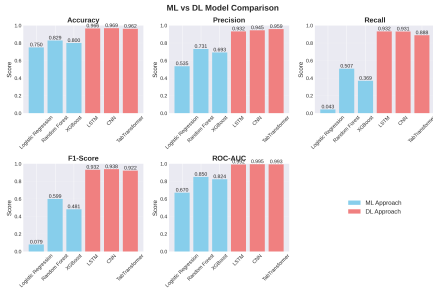 ML vs DL Model Comparison
Accuracy
Score
1.0
0.8
0.6
0.4
0.2
0.0
0.750
0.829
0.800
0.969
0.962
Logistic Regression
Random Forest
XGBoost
LSTM
CNN
TabTransformer
Precision
Score
1.0
0.8
0.6
0.4
0.2
0.0
0.535
0.731
0.693
0.932
0.945
0.959
Logistic Regression
Random Forest
XGBoost
LSTM
CNN
TabTransformer
Recall
Score
1.0
0.8
0.6
0.4
0.2
0.0
0.043
0.507
0.369
0.932
0.931
0.888
Logistic Regression
Random Forest
XGBoost
LSTM
CNN
TabTransformer
F1-Score
Score
1.0
0.8
0.6
0.4
0.2
0.0
0.079
0.599
0.481
0.932
0.938
0.922
Logistic Regression
Random Forest
XGBoost
LSTM
CNN
TabTransformer
ROC-AUC
Score
1.0
0.8
0.6
0.4
0.2
0.0
0.670
0.850
0.824
0.995
0.993
Logistic Regression
Random Forest
XGBoost
LSTM
CNN
TabTransformer
ML Approach
DL Approach